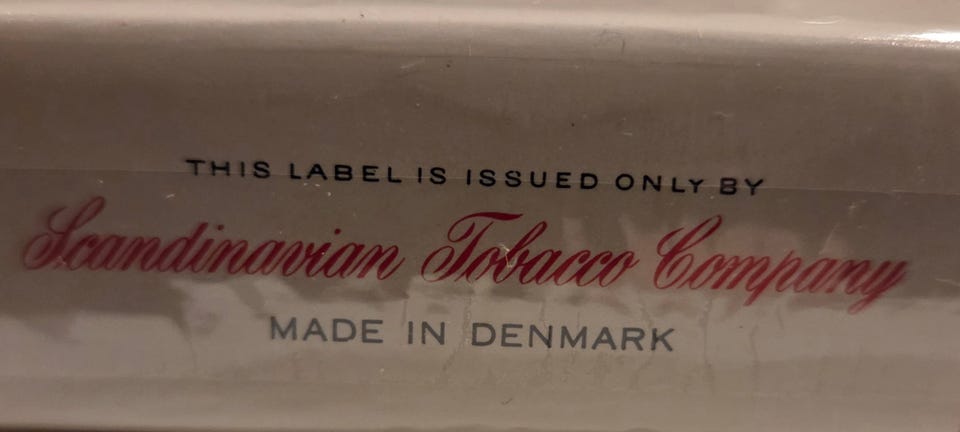 THIS LABEL IS ISSUED ONLY BY
Scandinavian Tobacco Company
MADE IN DENMARK